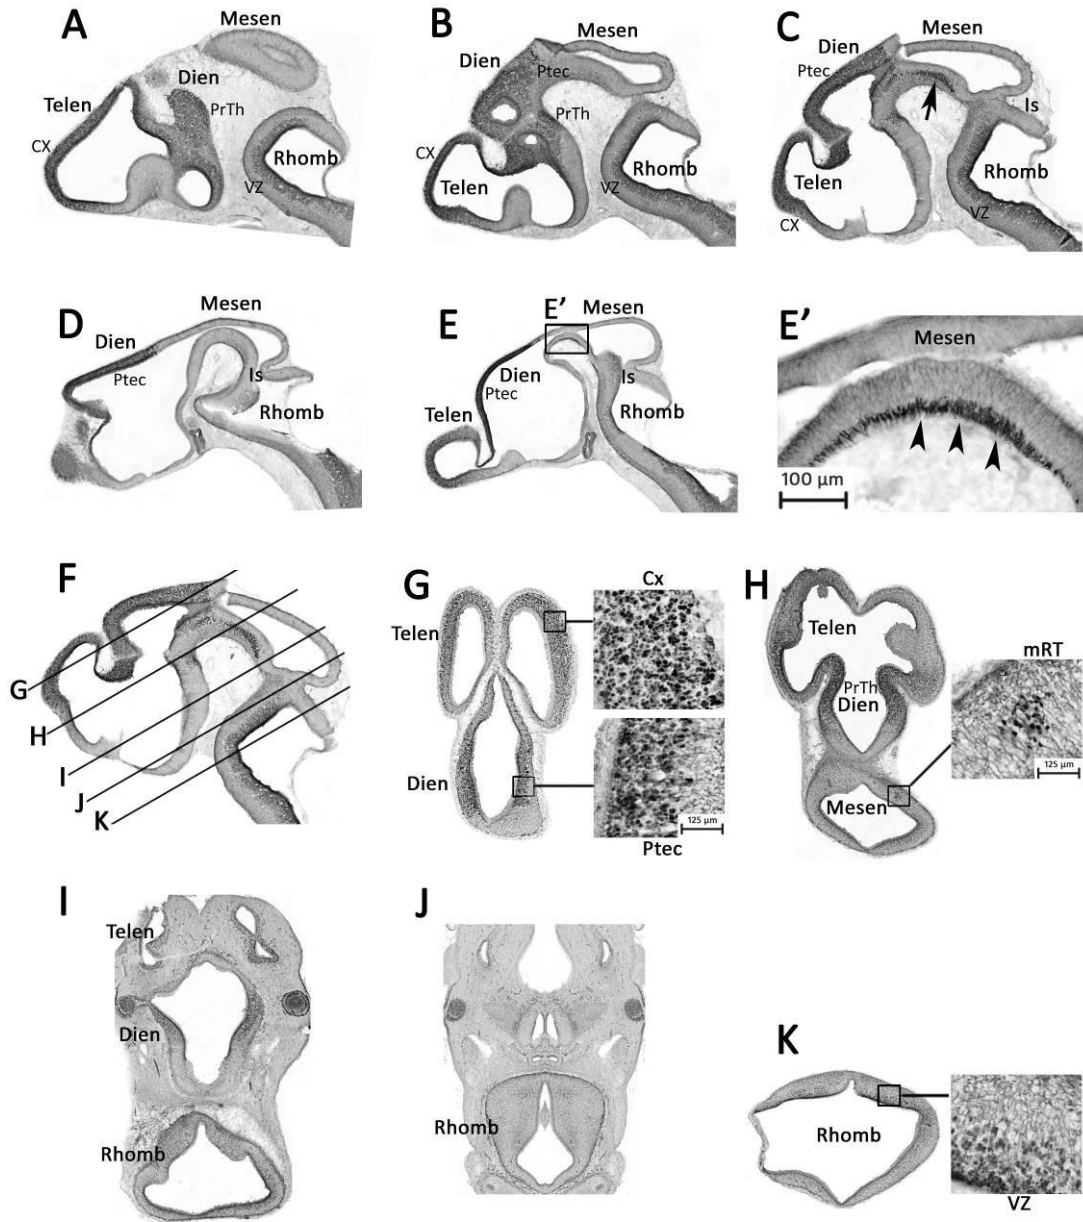 A
Mesen
Dien
Telen
PrTh
CX
Rhomb
VZ
B
Mesen
Dien
Ptec
PrTh
CX
Telen
Rhomb
VZ
C
Mesen
Dien
Ptec
Is
Rhomb
Telen
VZ
CX
D
Mesen
Dien
Ptec
Is
Rhomb
E
E’
Mesen
Dien
Ptec
Is
Telen
Rhomb
E’
Mesen
100 µm
F
G
H
I
J
K
G
Cx
Telen
Dien
125 µm
Ptec
H
Telen
mRT
PrTh
Dien
125 µm
Mesen
I
Telen
Dien
Rhomb
J
Rhomb
K
Rhomb
VZ